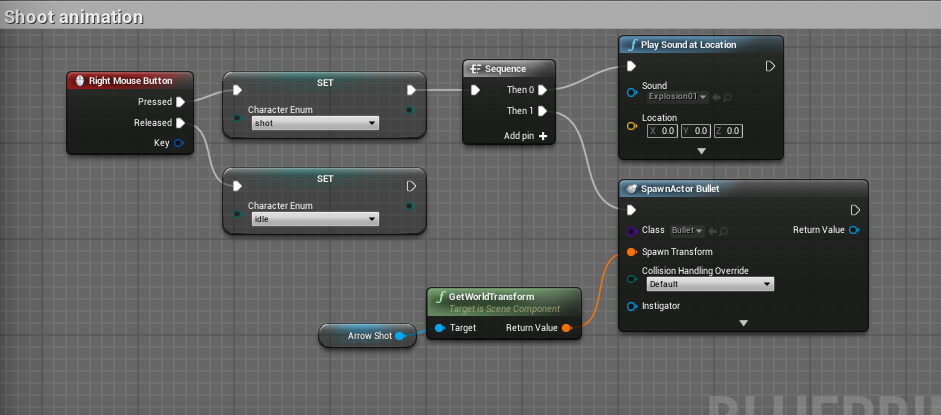 Shoot animation
Right Mouse Button
Pressed
Released
Key
SET
Character Enum
shot
SET
Character Enum
idle
Sequence
Then 0
Then 1
Add pin
Play Sound at Location
Sound
Explosion01
Location
X 0.0 Y 0.0 Z 0.0
SpawnActor Bullet
Class Bullet Return Value
Spawn Transform
Collision Handling Override
Default
Instigator
GetWorldTransform
Target is Scene Component
Target Return Value
Arrow Shot